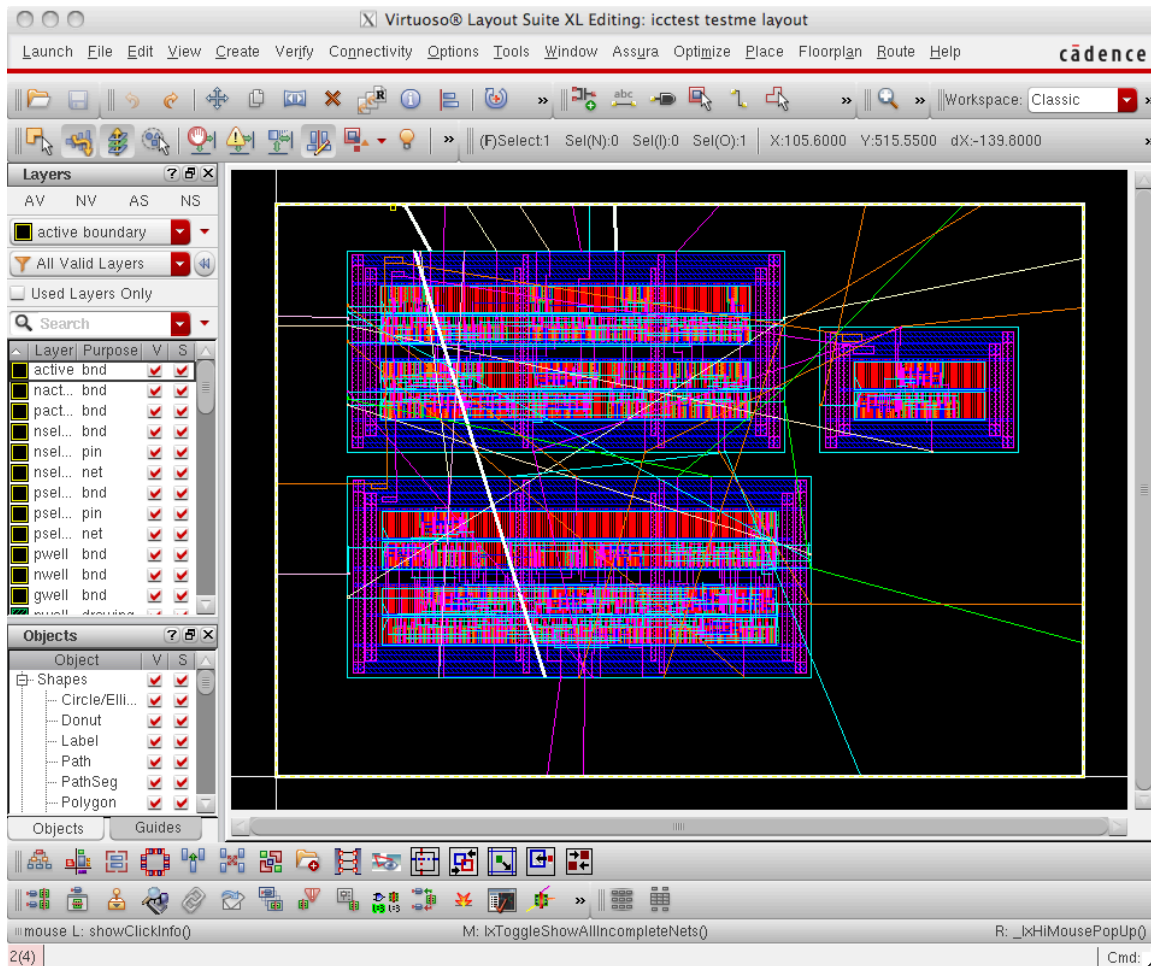 X Virtuoso® Layout Suite XL Editing: icctest testme layout
Launch File Edit View Create Verify Connectivity Options Tools Window Assura Optimize Place Floorplan Route Help cādence
R i abc » » » Workspace: Classic »
» (F)Select:1 Sel(N):0 Sel(I):0 Sel(O):1 X:105.6000 Y:515.5500 dX:-139.8000 »
Layers ? X
AV NV AS NS
active boundary
All Valid Layers
Used Layers Only
Search
Layer Purpose V S
active bnd
nact... bnd
pact... bnd
nsel... bnd
nsel... pin
nsel... net
psel... bnd
psel... pin
psel... net
pwell bnd
nwell bnd
gwell bnd
nwell drawing
Objects ? X
Object V S
Shapes
Circle/Elli...
Donut
Label
Path
PathSeg
Polygon
Objects Guides
»
mouse L: showClickInfo() M: lxToggleShowAllIncompleteNets() R: _lxHiMousePopUp()
2(4) Cmd: